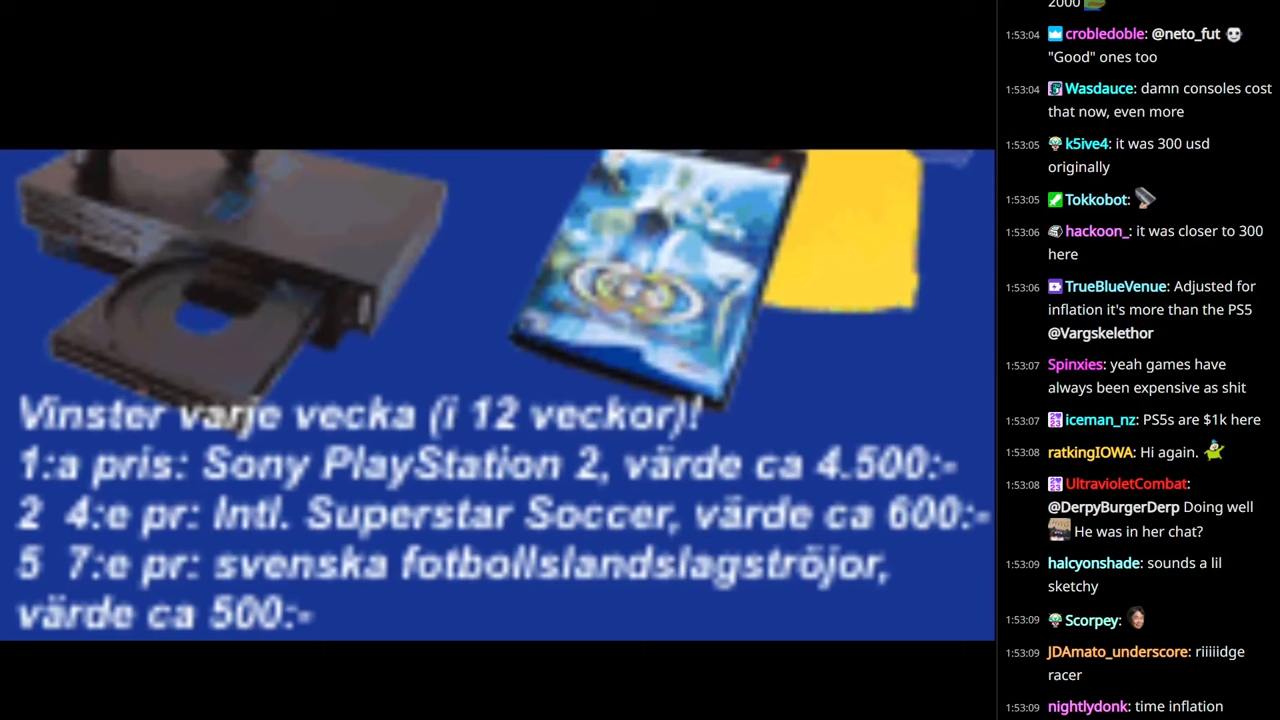 Vinster varje vecka (i 12 veckor)!
1:a pris: Sony PlayStation 2, värde ca 4.500:-
2 4:e pr: Intl. Superstar Soccer, värde ca 600:-
5 7:e pr: svenska fotbollslandslagströjor,
värde ca 500:-
2000
1:53:04 crobledoble: @neto_fut
"Good" ones too
1:53:04 Wasdauce: damn consoles cost
that now, even more
1:53:05 k5ive4: it was 300 usd
originally
1:53:05 Tokkobot:
1:53:06 hackoon_: it was closer to 300
here
1:53:06 TrueBlueVenue: Adjusted for
inflation it's more than the PS5
@Vargskelethor
1:53:07 Spinxies: yeah games have
always been expensive as shit
1:53:07 iceman_nz: PS5s are $1k here
1:53:08 ratkingIOWA: Hi again.
1:53:08 UltravioletCombat:
@DerpyBurgerDerp Doing well
He was in her chat?
1:53:09 halcyonshade: sounds a lil
sketchy
1:53:09 Scorpey:
1:53:09 JDAmato_underscore: riiiiidge
racer
1:53:09 nightlydonk: time inflation